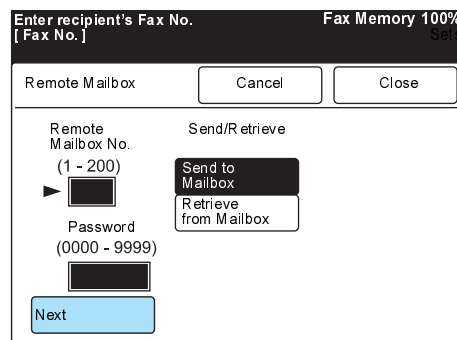 Enter recipient's Fax No.
Fax Memory 100%
[ Fax No. ]
Sets
Remote Mailbox
Cancel
Close
Remote
Mailbox No.
(1 - 200)
Send/Retrieve
Send to
Mailbox
Retrieve
from Mailbox
Password
(0000 - 9999)
Next